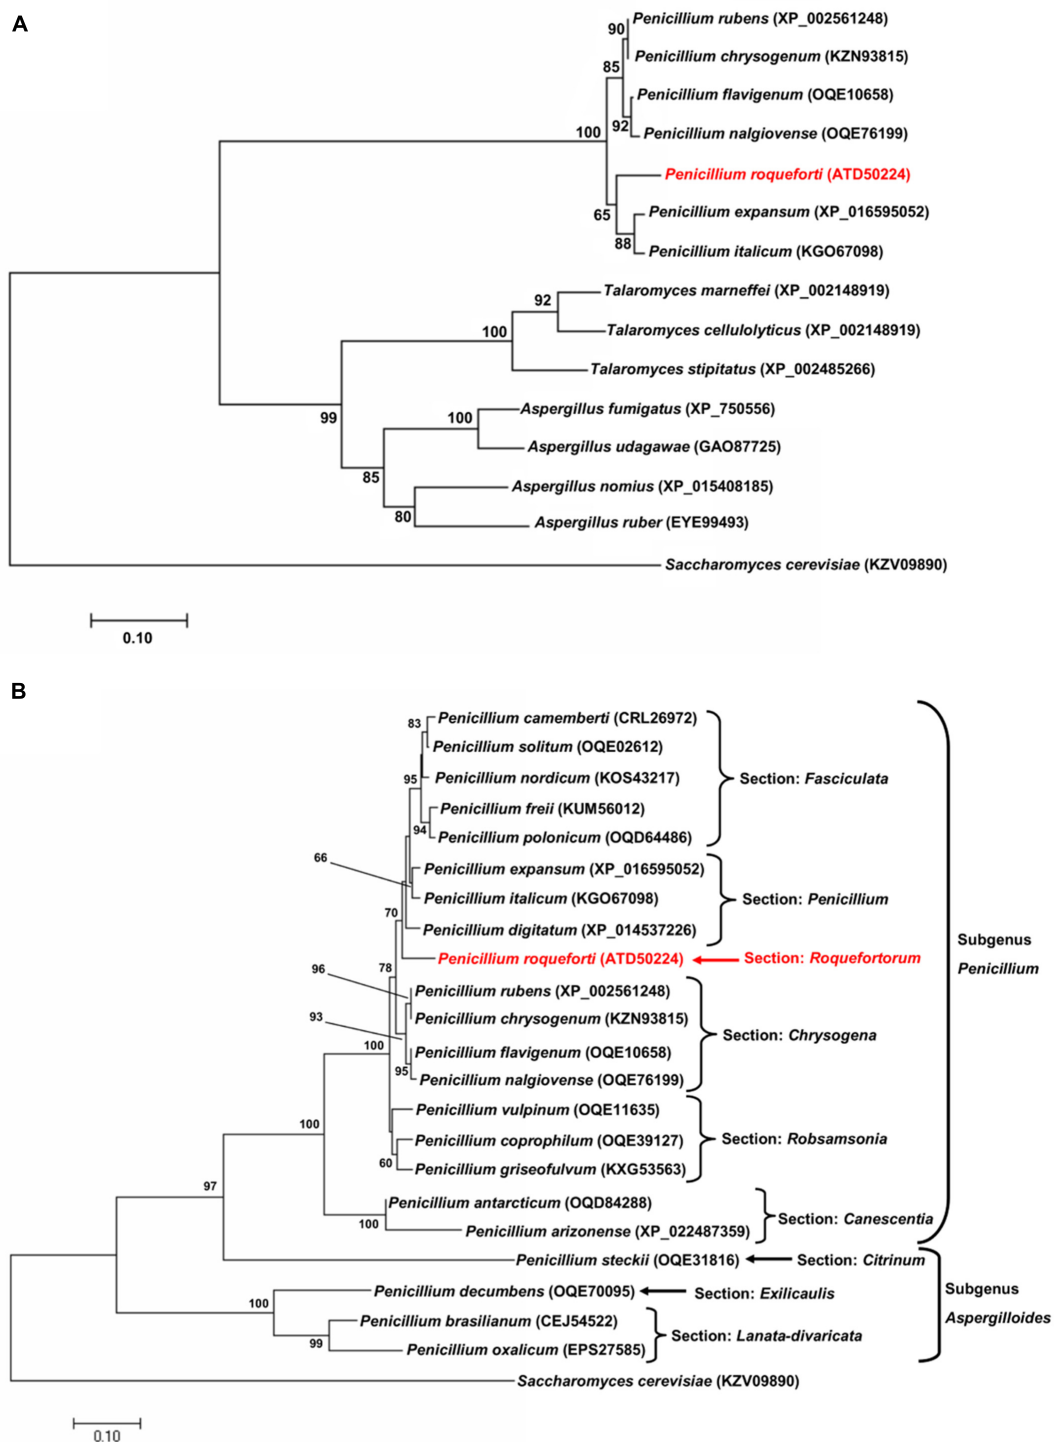 A
Penicillium rubens (XP_002561248)
90
Penicillium chrysogenum (KZN93815)
85
Penicillium flavigenum (OQE10658)
92
Penicillium nalgiovense (OQE76199)
100
Penicillium roqueforti (ATD50224)
65
Penicillium expansum (XP_016595052)
88
Penicillium italicum (KGO67098)
Talaromyces marneffei (XP_002148919)
92
Talaromyces cellulolyticus (XP_002148919)
100
Talaromyces stipitatus (XP_002485266)
99
Aspergillus fumigatus (XP_750556)
100
Aspergillus udagawae (GAO87725)
85
Aspergillus nomius (XP_015408185)
80
Aspergillus ruber (EYE99493)
Saccharomyces cerevisiae (KZV09890)
0.10
B
Penicillium camemberti (CRL26972)
83
Penicillium solitum (OQE02612)
95
Penicillium nordicum (KOS43217)
Section: Fasciculata
Penicillium freii (KUM56012)
94
Penicillium polonicum (OQD64486)
66
Penicillium expansum (XP_016595052)
Penicillium italicum (KGO67098)
Section: Penicillium
70
Penicillium digitatum (XP_014537226)
Penicillium roqueforti (ATD50224)
Section: Roquefortorum
Subgenus
Penicillium
78
96
Penicillium rubens (XP_002561248)
93
Penicillium chrysogenum (KZN93815)
Section: Chrysogena
100
Penicillium flavigenum (OQE10658)
95
Penicillium nalgiovense (OQE76199)
Penicillium vulpinum (OQE11635)
100
Penicillium coprophilum (OQE39127)
Section: Robsamsonia
60
Penicillium griseofulvum (KXG53563)
97
Penicillium antarcticum (OQD84288)
Section: Canescentia
100
Penicillium arizonense (XP_022487359)
Penicillium steckii (OQE31816)
Section: Citrinum
Penicillium decumbens (OQE70095)
Section: Exilicaulis
Subgenus
Aspergilloides
100
Penicillium brasilianum (CEJ54522)
Section: Lanata-divaricata
99
Penicillium oxalicum (EPS27585)
Saccharomyces cerevisiae (KZV09890)
0.10